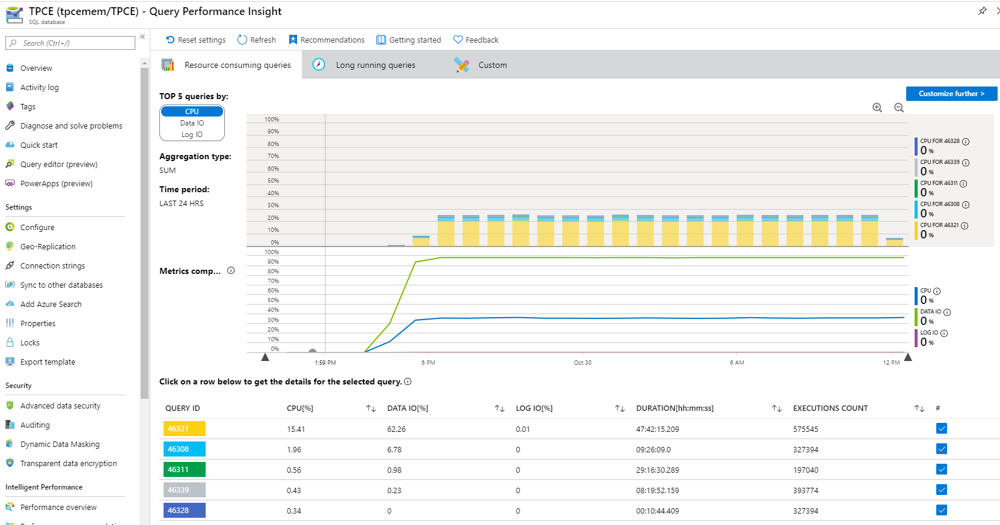 TPCE (tpcemem/TPCE) - Query Performance Insight
SQL database
Search (Ctrl+/)
«
Overview
Activity log
Tags
Diagnose and solve problems
Quick start
Query editor (preview)
PowerApps (preview)
Settings
Configure
Geo-Replication
Connection strings
Sync to other databases
Add Azure Search
Properties
Locks
Export template
Security
Advanced data security
Auditing
Dynamic Data Masking
Transparent data encryption
Intelligent Performance
Performance overview
Reset settings Refresh Recommendations Getting started Feedback
Resource consuming queries Long running queries Custom
Customize further >
TOP 5 queries by:
CPU
Data IO
Log IO
Aggregation type:
SUM
Time period:
LAST 24 HRS
100%
90%
80%
70%
60%
50%
40%
30%
20%
10%
0%
CPU FOR 46328
0 %
CPU FOR 46339
0 %
CPU FOR 46311
0 %
CPU FOR 46308
0 %
CPU FOR 46321
0 %
Metrics comp...
100%
90%
80%
70%
60%
50%
40%
30%
20%
10%
0%
CPU
0 %
DATA IO
0 %
LOG IO
0 %
1:59 PM 6 PM Oct 30 6 AM 12 PM
Click on a row below to get the details for the selected query.
QUERY ID CPU[%] DATA IO[%] LOG IO[%] DURATION[hh:mm:ss] EXECUTIONS COUNT #
46321 15.41 62.26 0.01 47:42:15.209 575545
46308 1.96 6.78 0 09:26:09.0 327394
46311 0.56 0.98 0 29:16:30.289 197040
46339 0.43 0.23 0 08:19:52.159 393774
46328 0.34 0 0 00:10:44.409 327394